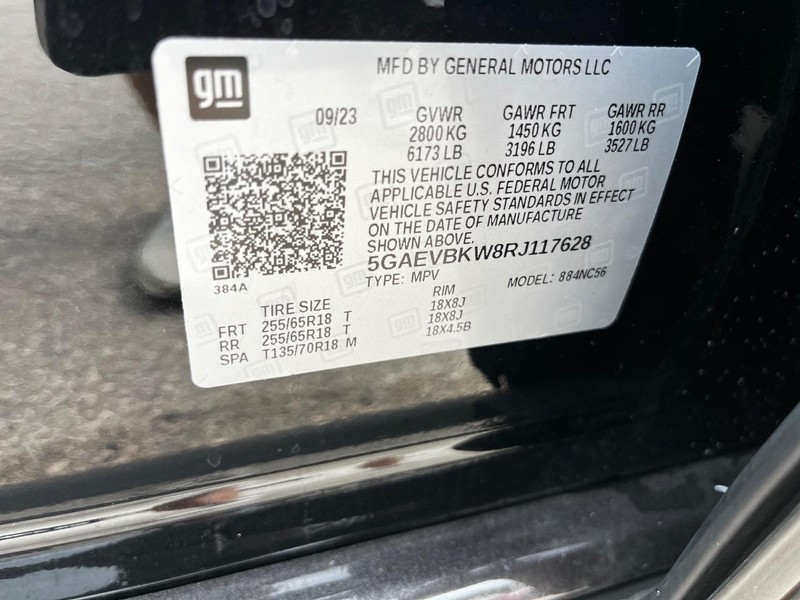 gm
MFD BY GENERAL MOTORS LLC
09/23 GVWR GAWR FRT GAWR RR
2800 KG 1450 KG 1600 KG
6173 LB 3196 LB 3527 LB
THIS VEHICLE CONFORMS TO ALL
APPLICABLE U.S. FEDERAL MOTOR
VEHICLE SAFETY STANDARDS IN EFFECT
ON THE DATE OF MANUFACTURE
SHOWN ABOVE.
5GAEVBKW8RJ117628
384A
TYPE: MPV MODEL: 884NC56
TIRE SIZE RIM
FRT 255/65R18 T 18X8J
RR 255/65R18 T 18X8J
SPA T135/70R18 M 18X4.5B